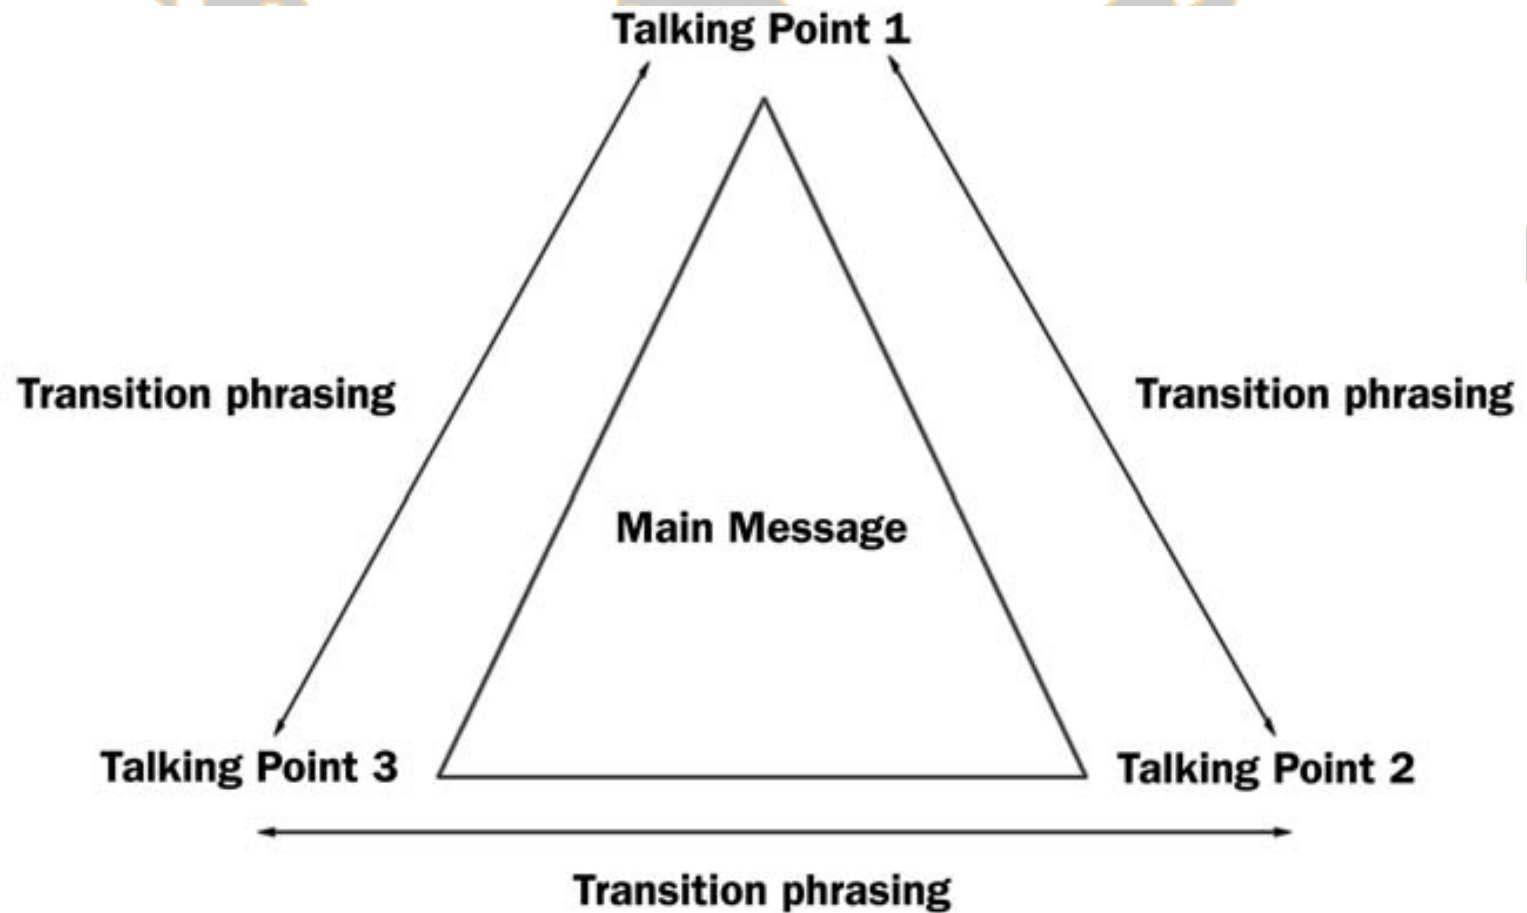 Talking Point 1
Transition phrasing
Transition phrasing
Main Message
Talking Point 3
Talking Point 2
Transition phrasing